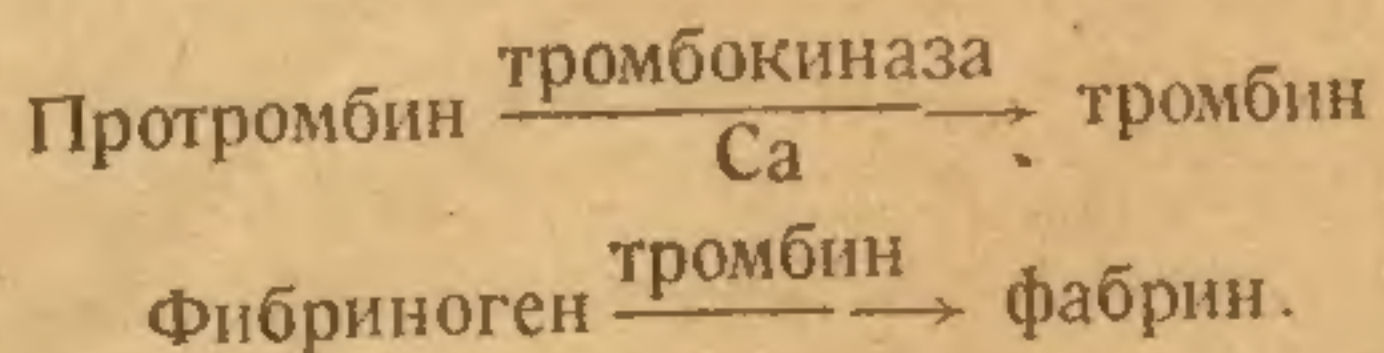 тромбокиназа
Протромбин ⟶ тромбин
Ca
тромбин
Фибриноген ⟶ фабрин.